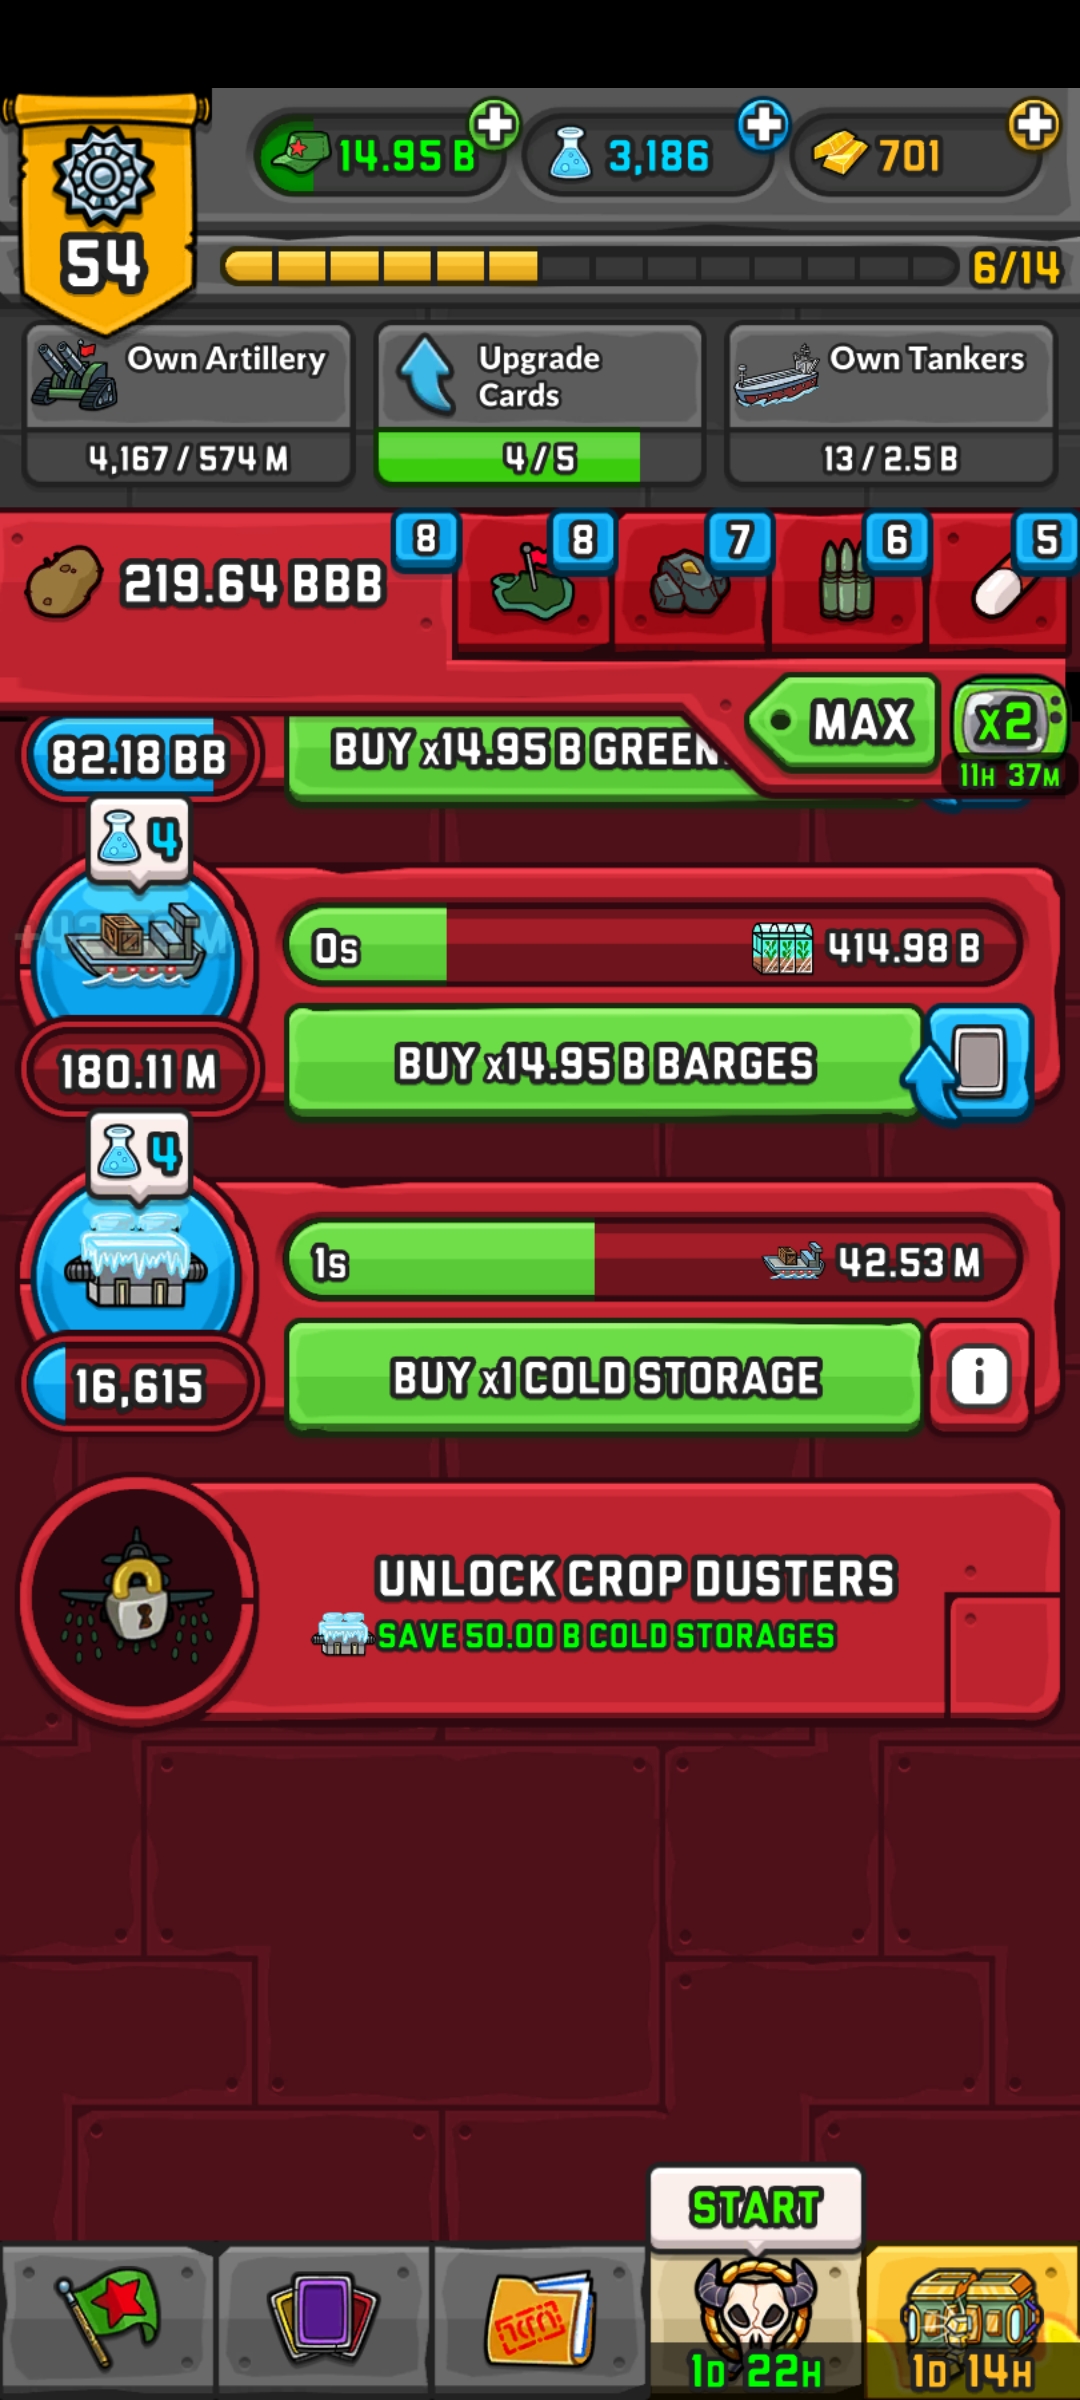 14.95 B
3,186
701
54
6/14
Own Artillery
4,167 / 574 M
Upgrade
Cards
4 / 5
Own Tankers
13 / 2.5 B
219.64 BBB
8
8
7
6
5
MAX
x2
11H 37M
82.18 BB
BUY x14.95 B GREEN
4
0s
414.98 B
180.11 M
BUY x14.95 B BARGES
4
1s
42.53 M
16,615
BUY x1 COLD STORAGE
i
UNLOCK CROP DUSTERS
SAVE 50.00 B COLD STORAGES
START
1D 22H
1D 14H